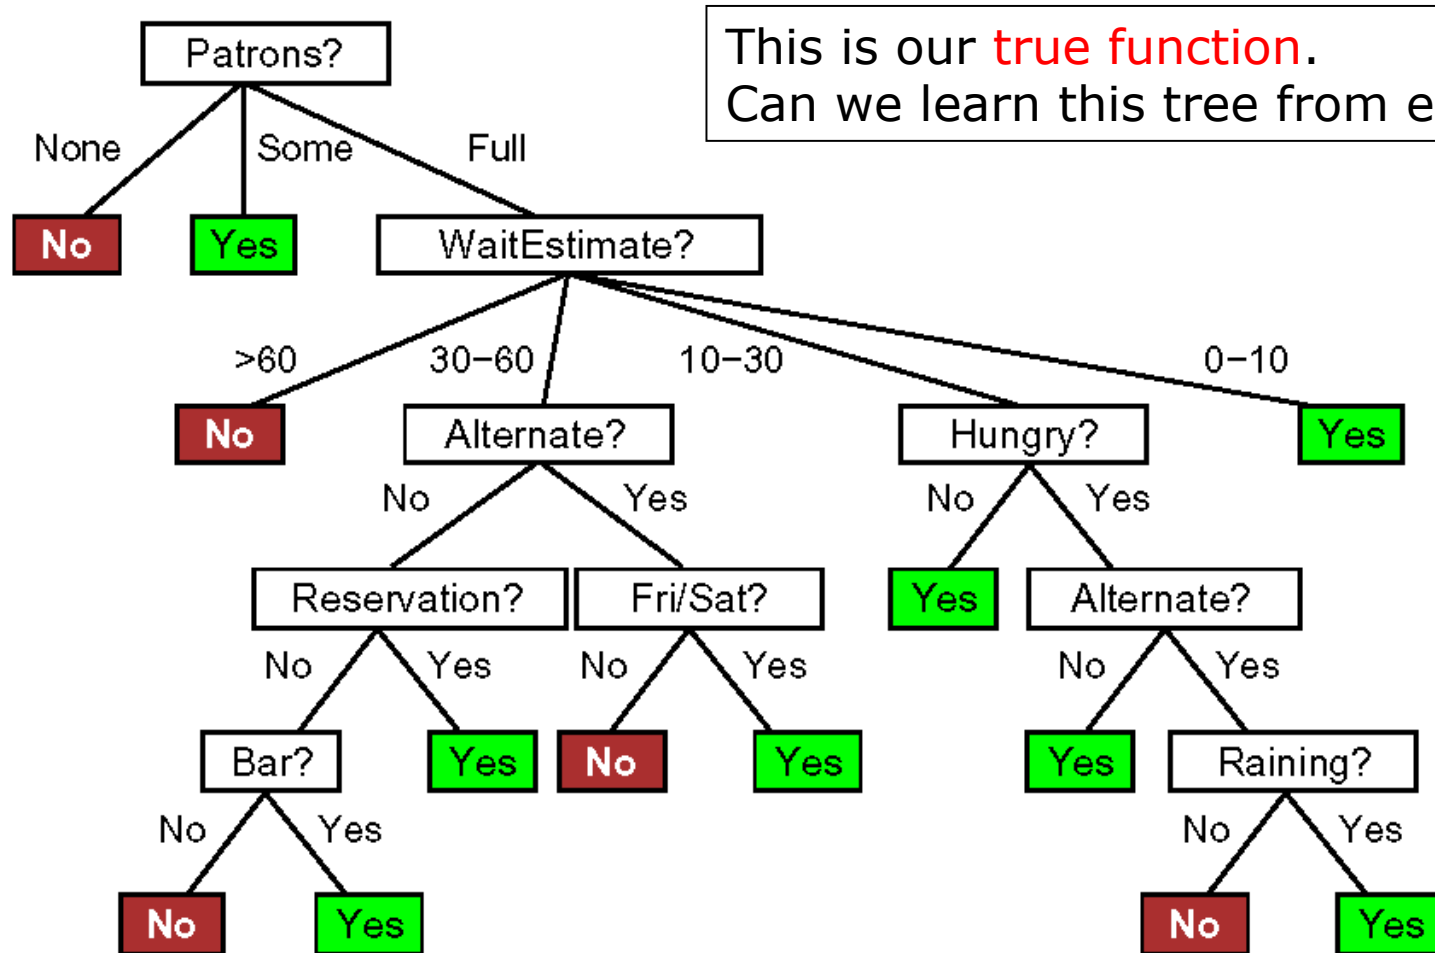 This is our true function.
Can we learn this tree from e
Patrons?
None Some Full
No Yes WaitEstimate?
>60 30−60 10−30 0−10
No Alternate? Hungry? Yes
No Yes No Yes
Reservation? Fri/Sat? Yes Alternate?
No Yes No Yes No Yes
Bar? Yes No Yes Yes Raining?
No Yes No Yes
No Yes No Yes